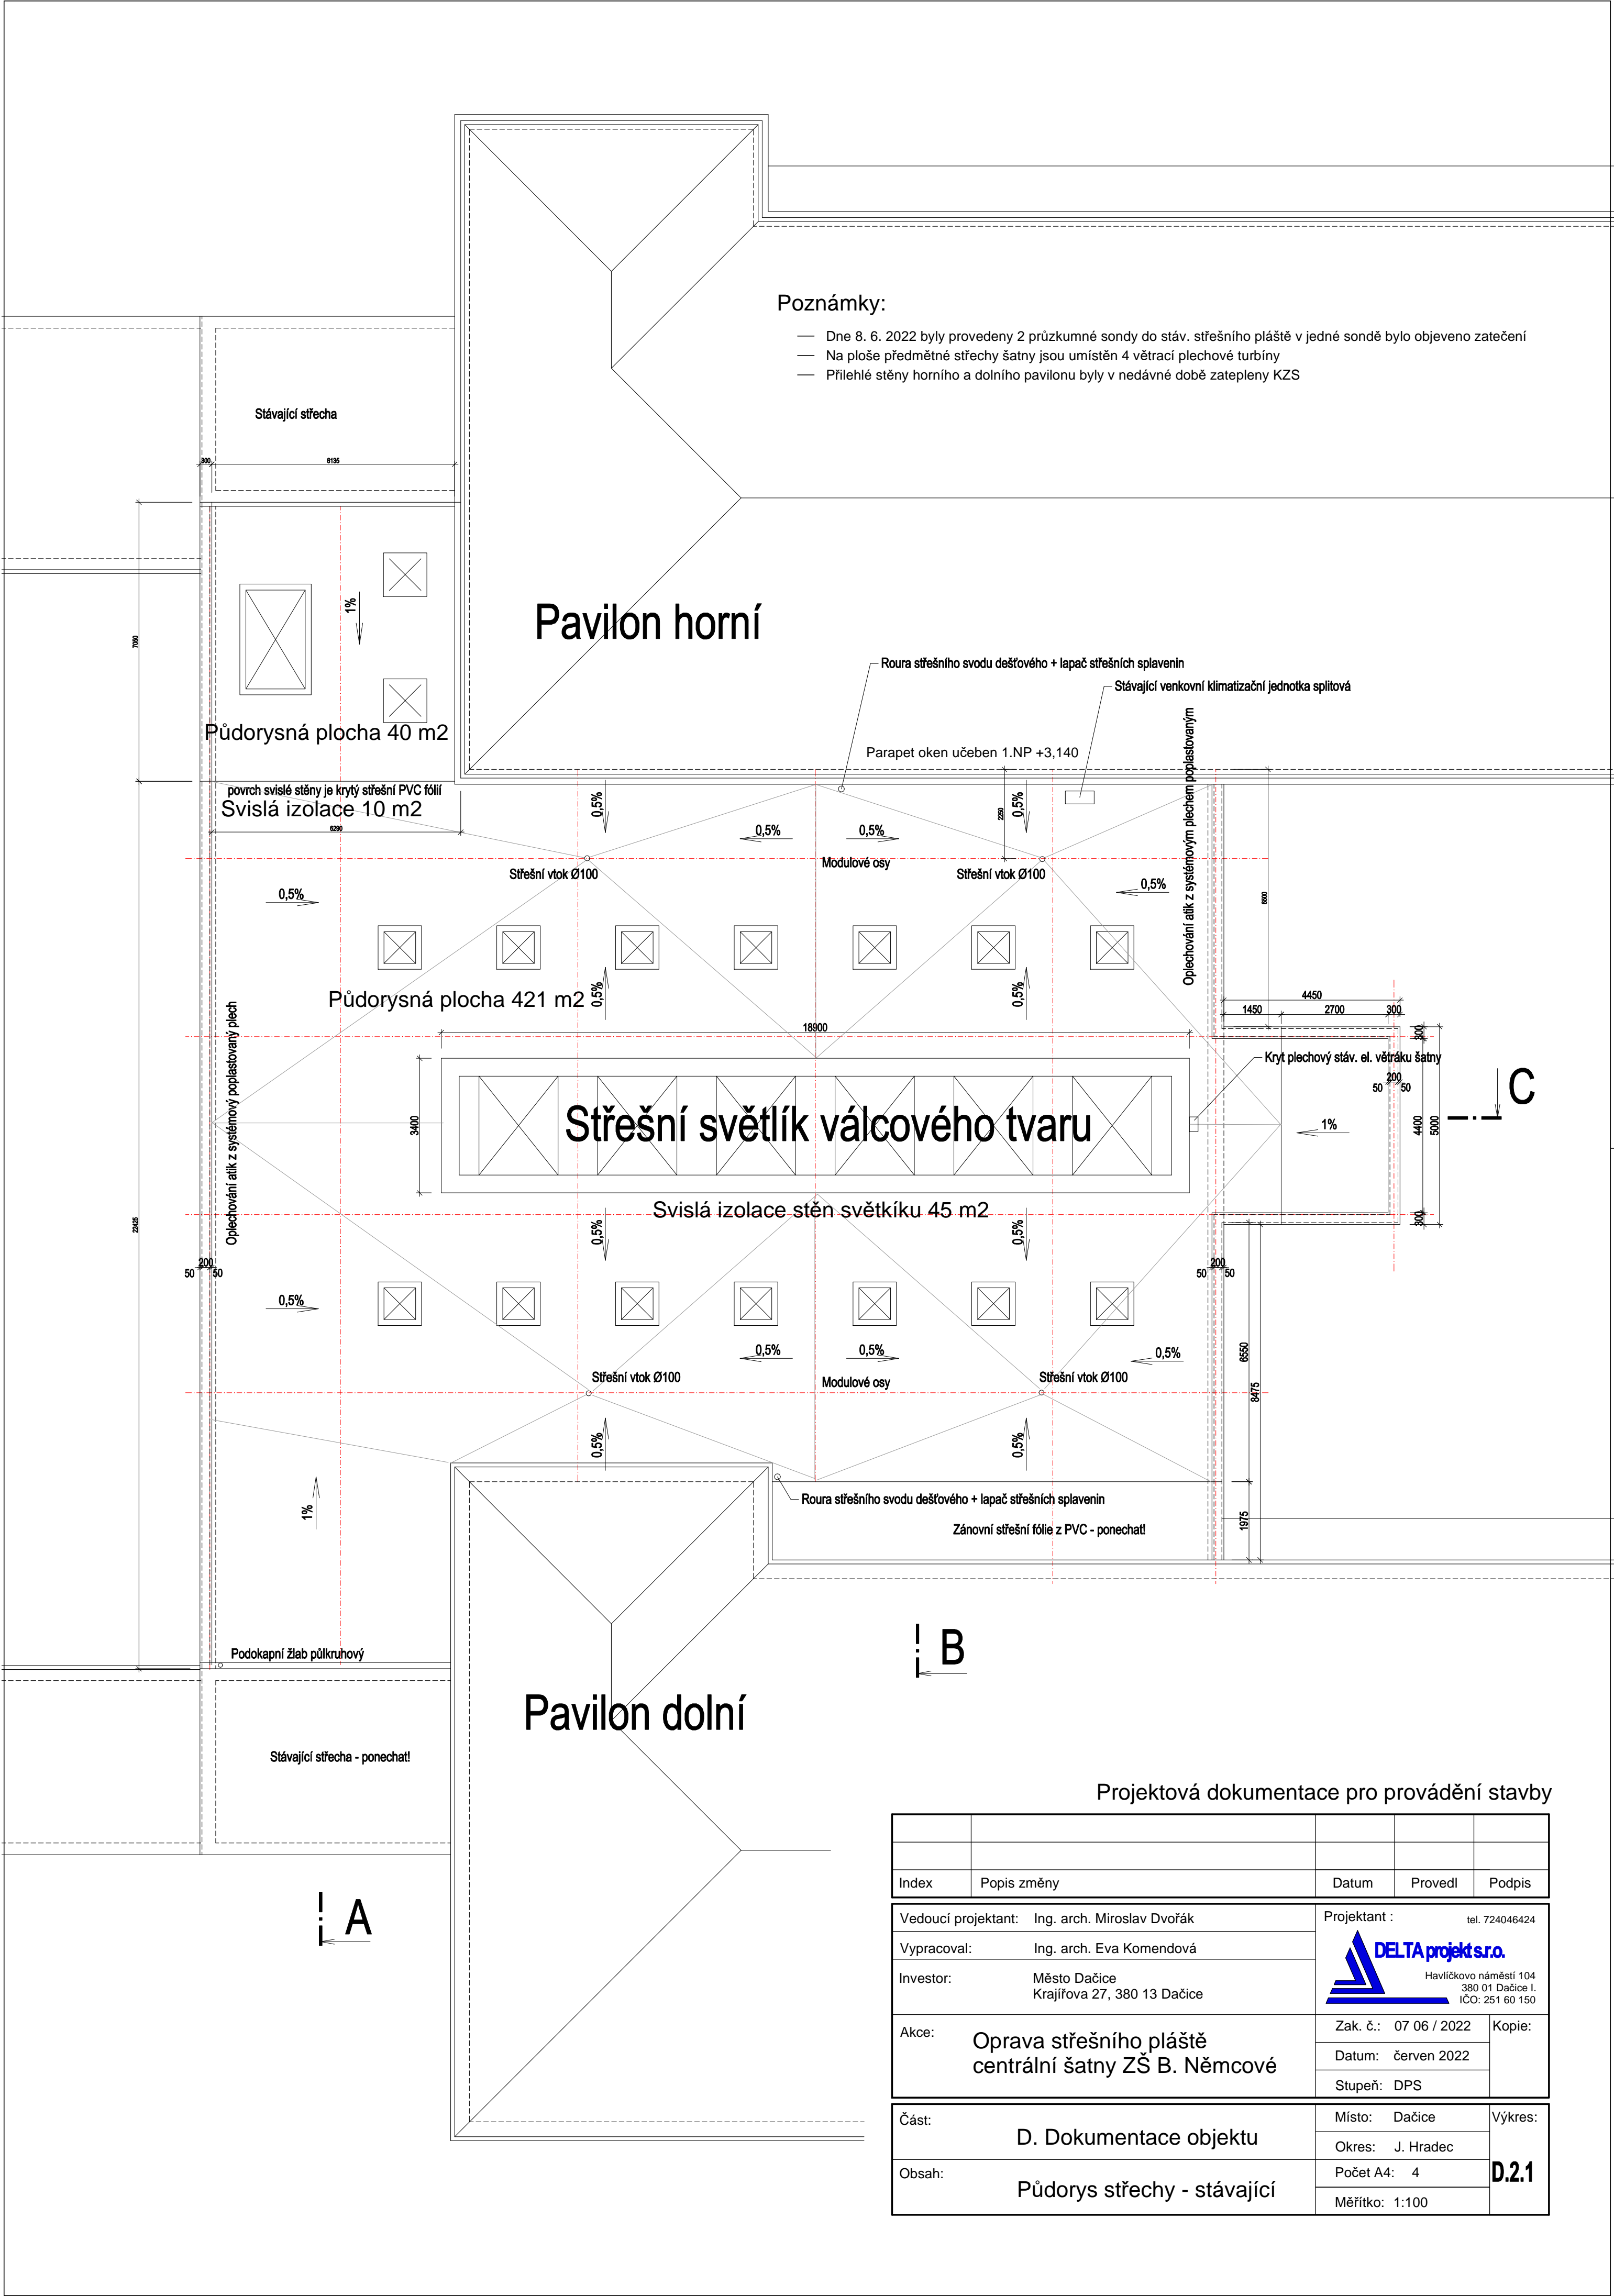 Poznámky:
— Dne 8. 6. 2022 byly provedeny 2 průzkumné sondy do stáv. střešního pláště v jedné sondě bylo objeveno zatečení
— Na ploše předmětné střechy šatny jsou umístěn 4 větrací plechové turbíny
— Přilehlé stěny horního a dolního pavilonu byly v nedávné době zatepleny KZS
Stávající střecha
300
6135
7050
1%
Pavilon horní
Roura střešního svodu dešťového + lapač střešních splavenin
Stávající venkovní klimatizační jednotka splitová
Půdorysná plocha 40 m2
Parapet oken učeben 1.NP +3,140
Oplechování atik z systémovým plechem poplastovaným
povrch svislé stěny je krytý střešní PVC fólií
Svislá izolace 10 m2
6290
0,5%
2250
0,5%
0,5%
0,5%
Modulové osy
Střešní vtok Ø100
Střešní vtok Ø100
0,5%
0,5%
6500
Půdorysná plocha 421 m2
0,5%
0,5%
4450
1450
2700
300
18900
300
Kryt plechový stáv. el. větráku šatny
200
50
50
C
Oplechování atik z systémový poplastovaný plech
3400
Střešní světlík válcového tvaru
1%
4400
5000
Svislá izolace stěn světkíku 45 m2
300
22425
0,5%
0,5%
200
50
50
200
50
50
0,5%
0,5%
0,5%
0,5%
6550
Střešní vtok Ø100
Modulové osy
Střešní vtok Ø100
8475
0,5%
0,5%
1%
Roura střešního svodu dešťového + lapač střešních splavenin
1975
Zánovní střešní fólie z PVC - ponechat!
Podokapní žlab půlkruhový
B
Pavilon dolní
Stávající střecha - ponechat!
A
Projektová dokumentace pro provádění stavby
Index
Popis změny
Datum
Provedl
Podpis
Vedoucí projektant: Ing. arch. Miroslav Dvořák
Projektant :
tel. 724046424
Vypracoval: Ing. arch. Eva Komendová
DELTA projekt s.r.o.
Investor: Město Dačice
Krajířova 27, 380 13 Dačice
Havlíčkovo náměstí 104
380 01 Dačice I.
IČO: 251 60 150
Akce: Oprava střešního pláště
centrální šatny ZŠ B. Němcové
Zak. č.: 07 06 / 2022
Kopie:
Datum: červen 2022
Stupeň: DPS
Část: D. Dokumentace objektu
Místo: Dačice
Výkres:
Okres: J. Hradec
Obsah: Půdorys střechy - stávající
Počet A4: 4
D.2.1
Měřítko: 1:100